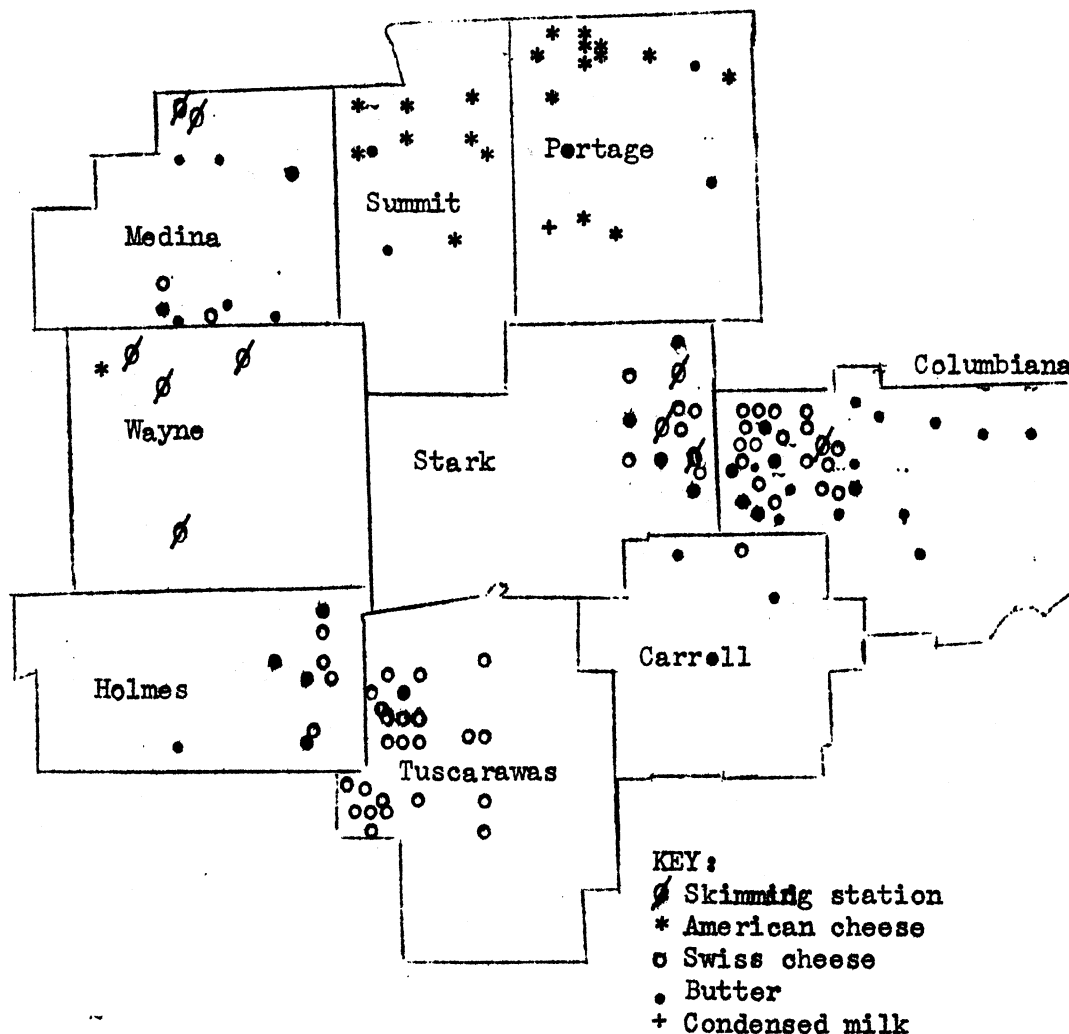 Portage
Summit
Medina
Columbiana
Wayne
Stark
Carroll
Holmes
Tuscarawas
KEY:
Skimming station
* American cheese
o Swiss cheese
. Butter
+ Condensed milk